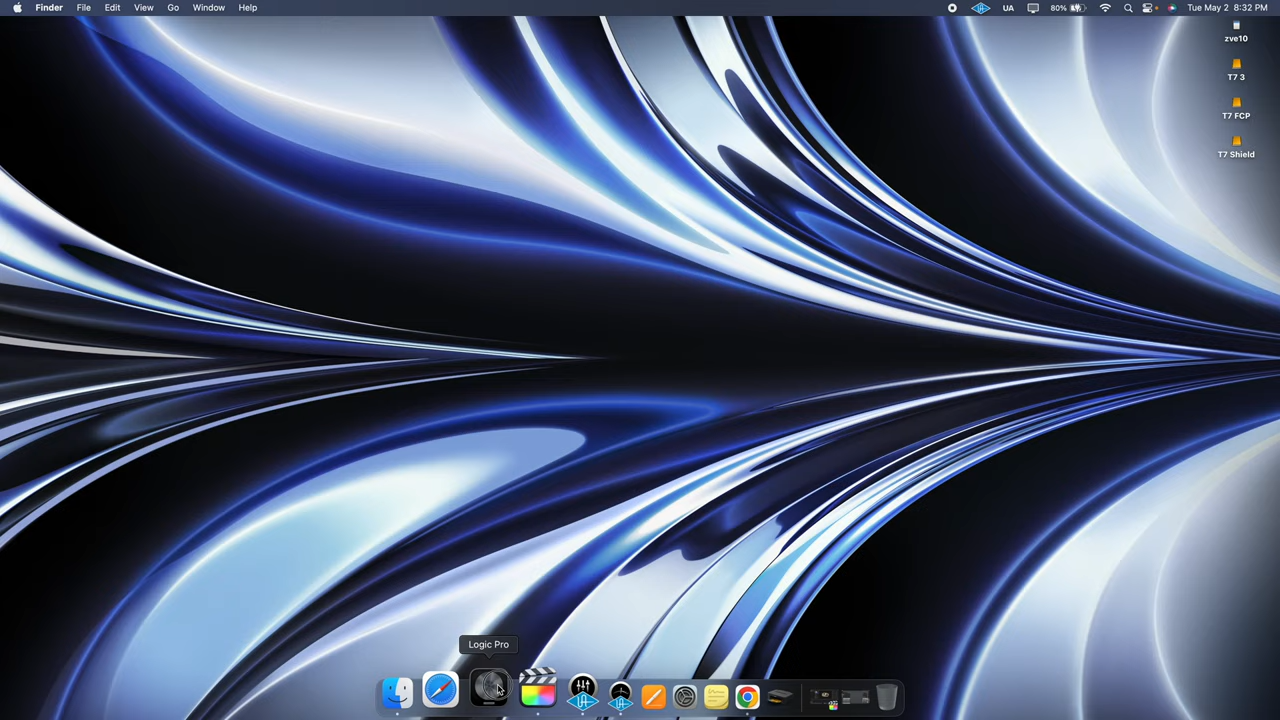 Finder File Edit View Go Window Help UA 80% Tue May 2 8:32 PM
zve10
T7 3
T7 FCP
T7 Shield
Logic Pro